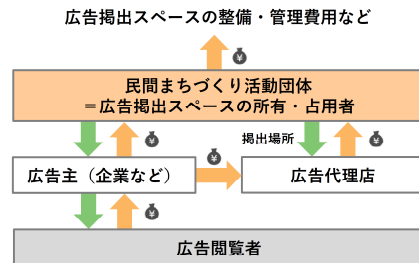 広告掲出スペースの整備・管理費用など
¥
民間まちづくり活動団体
＝広告掲出スペースの所有・占用者
¥
掲出場所
¥
¥
広告主（企業など）
広告代理店
¥
広告閲覧者